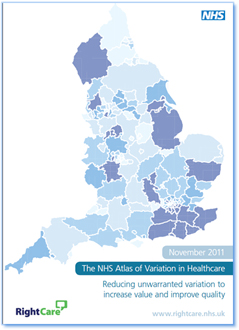 NHS
November 2011
The NHS Atlas of Variation in Healthcare
Reducing unwarranted variation to
increase value and improve quality
RightCare
www.rightcare.nhs.uk